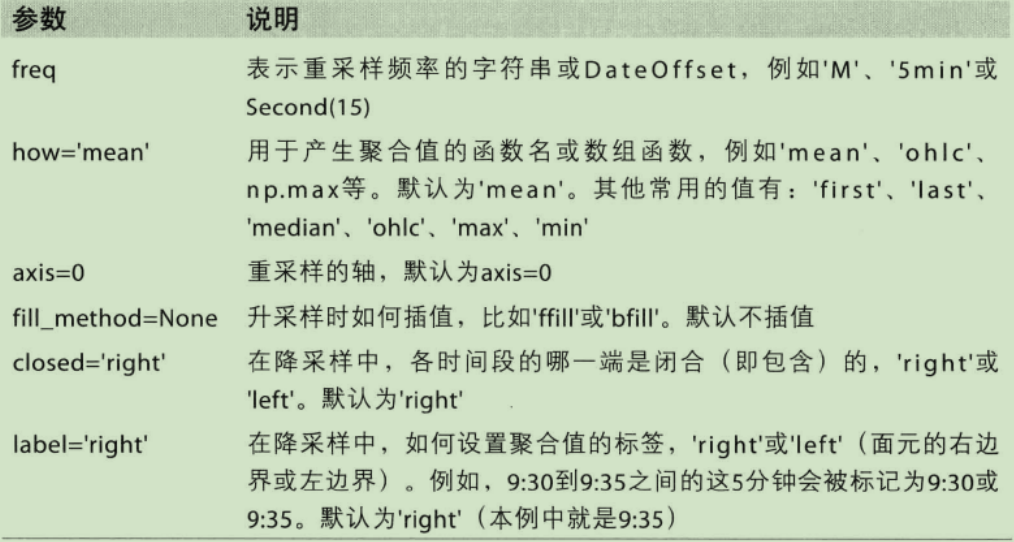 参数 说明
freq 表示重采样频率的字符串或DateOffset，例如'M'、'5min'或
Second(15)
how='mean' 用于产生聚合值的函数名或数组函数，例如'mean'、'ohlc'、
np.max等。默认为'mean'。其他常用的值有：'first'、'last'、
'median'、'ohlc'、'max'、'min'
axis=0 重采样的轴，默认为axis=0
fill_method=None 升采样时如何插值，比如'ffill'或'bfill'。默认不插值
closed='right' 在降采样中，各时间段的哪一端是闭合（即包含）的，'right'或
'left'。默认为'right'
label='right' 在降采样中，如何设置聚合值的标签，'right'或'left'（面元的右边
界或左边界）。例如，9:30到9:35之间的这5分钟会被标记为9:30或
9:35。默认为'right'（本例中就是9:35）